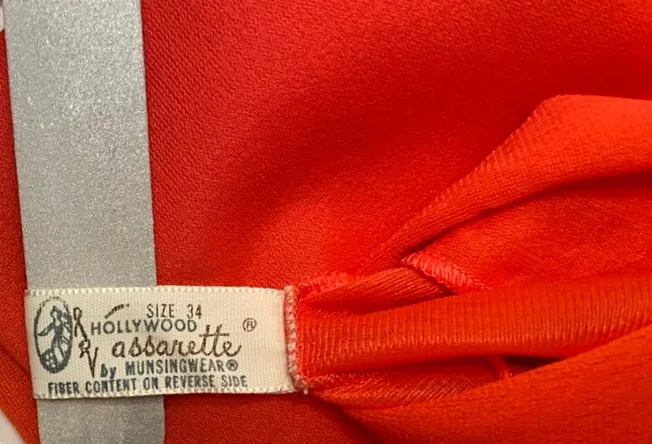 SIZE 34
HOLLYWOOD
Vassarette ®
by MUNSINGWEAR®
FIBER CONTENT ON REVERSE SIDE